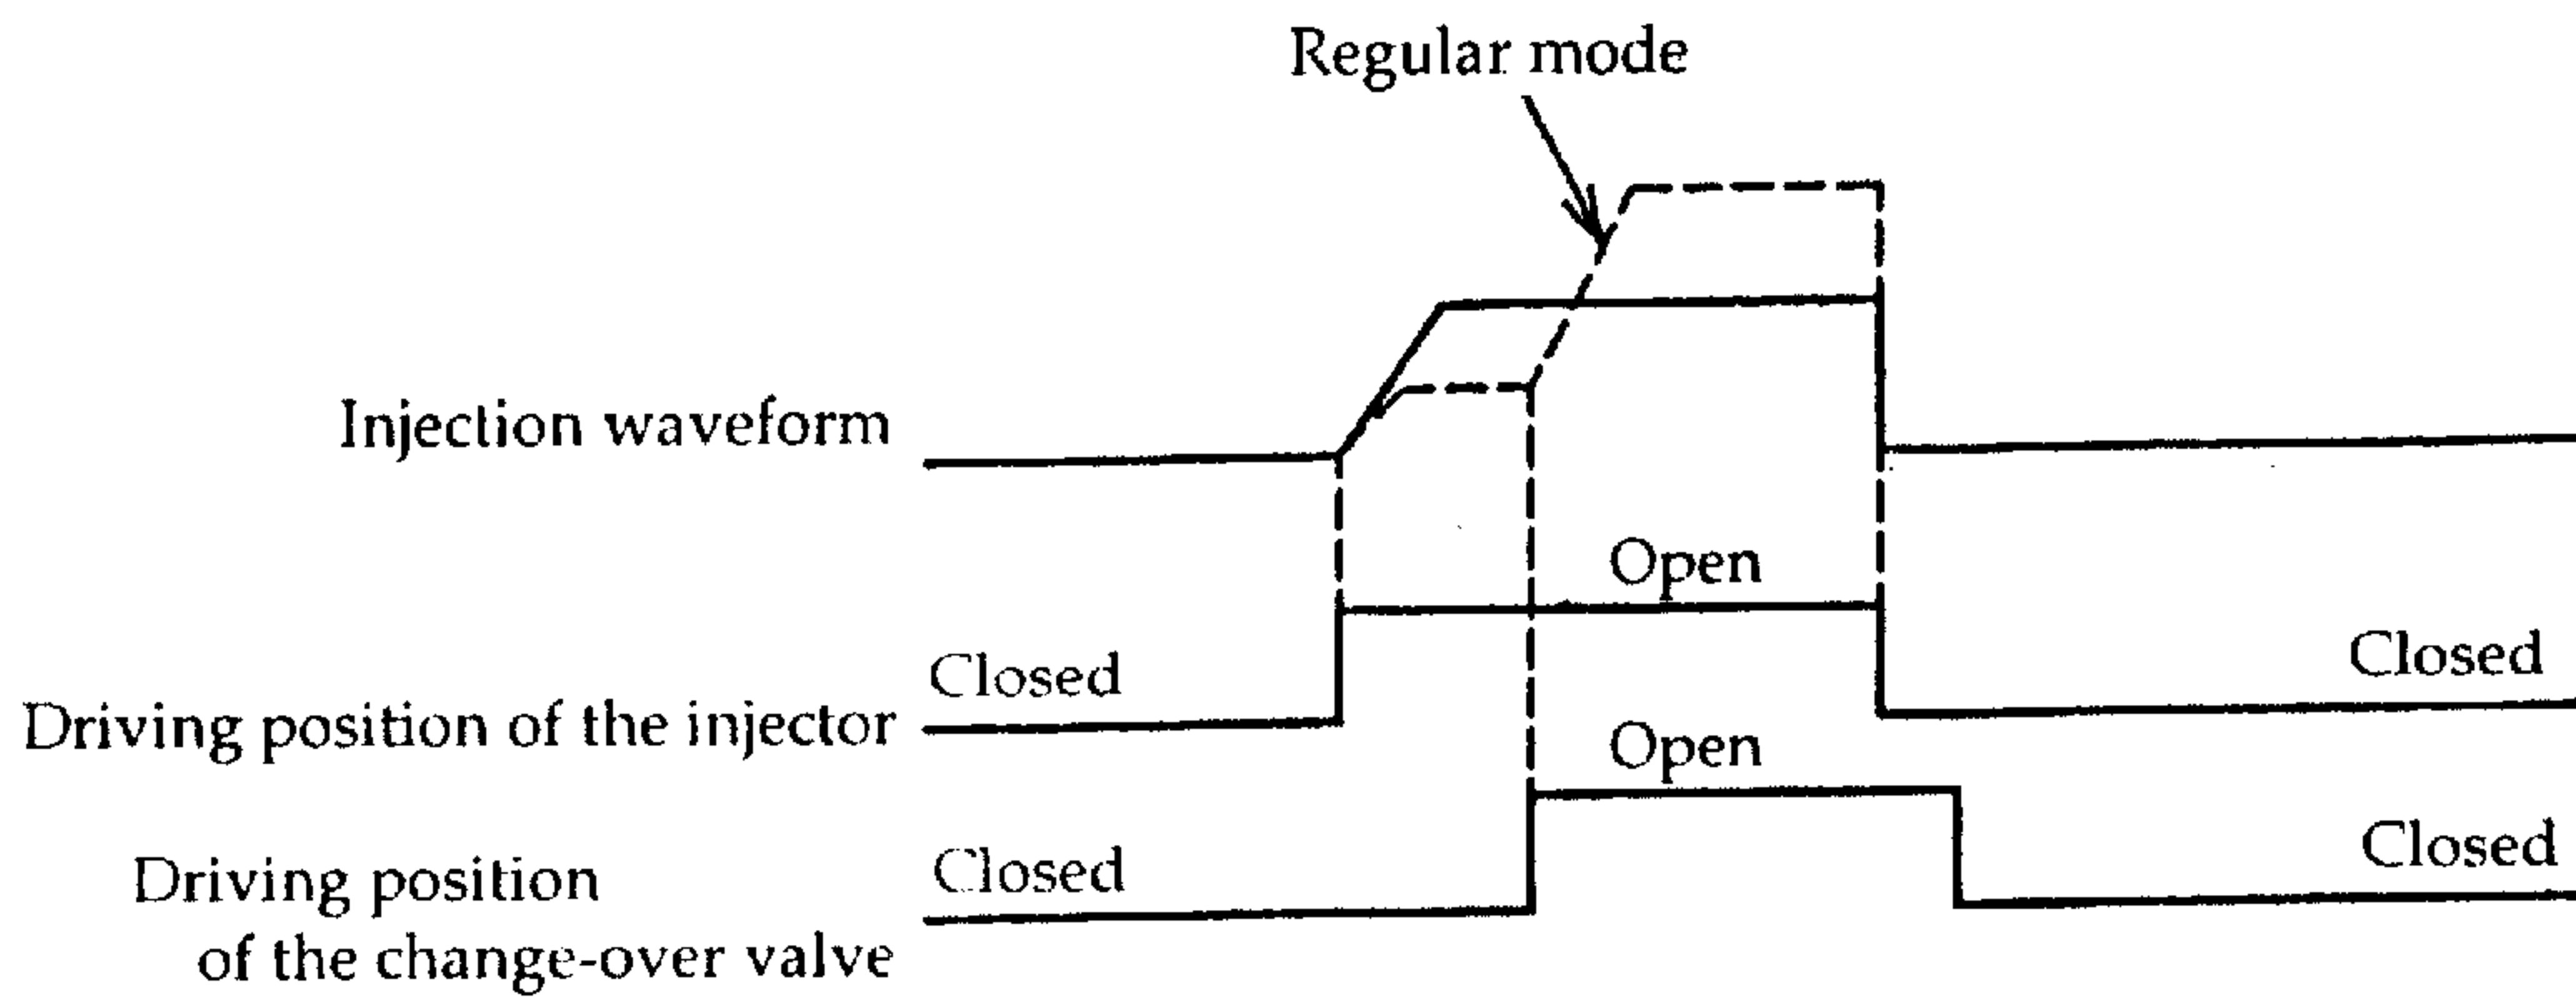 Regular mode
Injection waveform
Open
Closed
Closed
Driving position of the injector
Open
Closed
Closed
Driving position
of the change-over valve